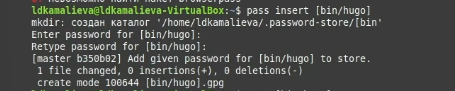 ldkamalieva@ldkamalieva-VirtualBox:~$ pass insert [bin/hugo]
mkdir: создан каталог '/home/ldkamalieva/.password-store/[bin'
Enter password for [bin/hugo]:
Retype password for [bin/hugo]:
[master b350b02] Add given password for [bin/hugo] to store.
1 file changed, 0 insertions(+), 0 deletions(-)
create mode 100644 [bin/hugo].gpg